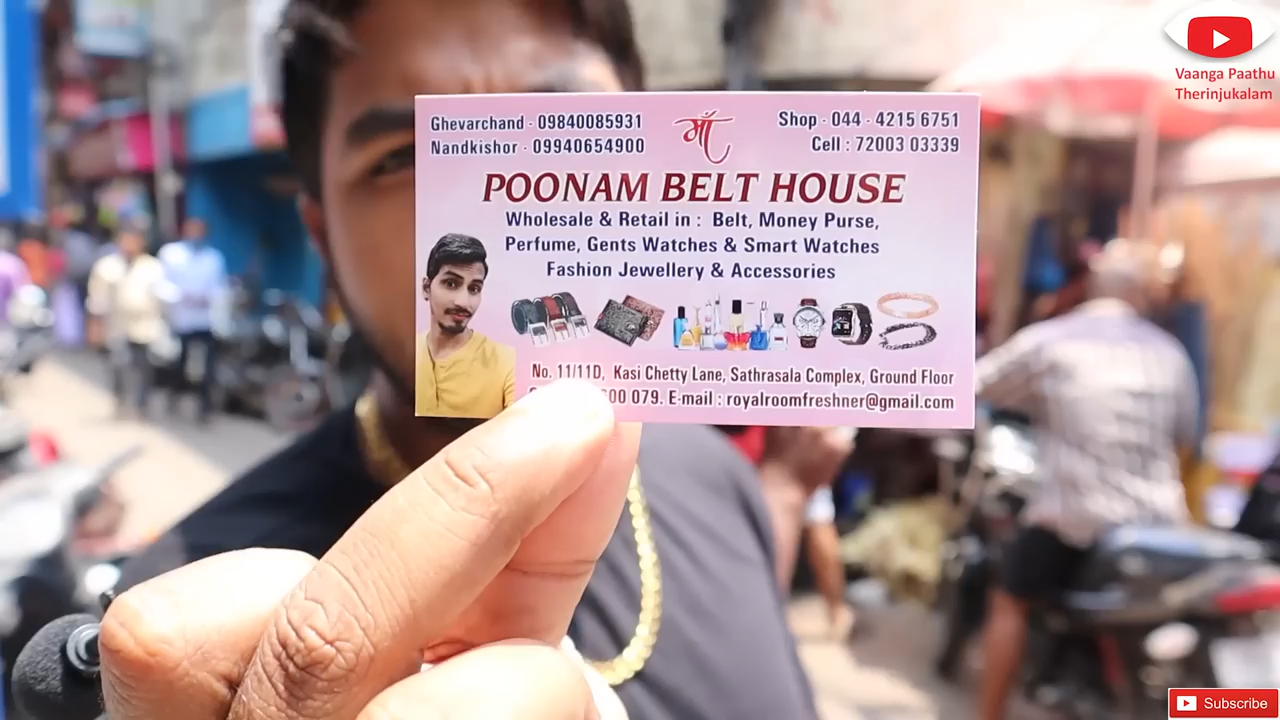 Vaanga Paathu
Therinjukalam
Ghevarchand - 09840085931
Nandkishor - 09940654900
माँ
Shop - 044 - 4215 6751
Cell : 72003 03339
POONAM BELT HOUSE
Wholesale & Retail in : Belt, Money Purse,
Perfume, Gents Watches & Smart Watches
Fashion Jewellery & Accessories
No. 11/11D, Kasi Chetty Lane, Sathrasala Complex, Ground Floor
079. E-mail : royalroomfreshner@gmail.com
Subscribe